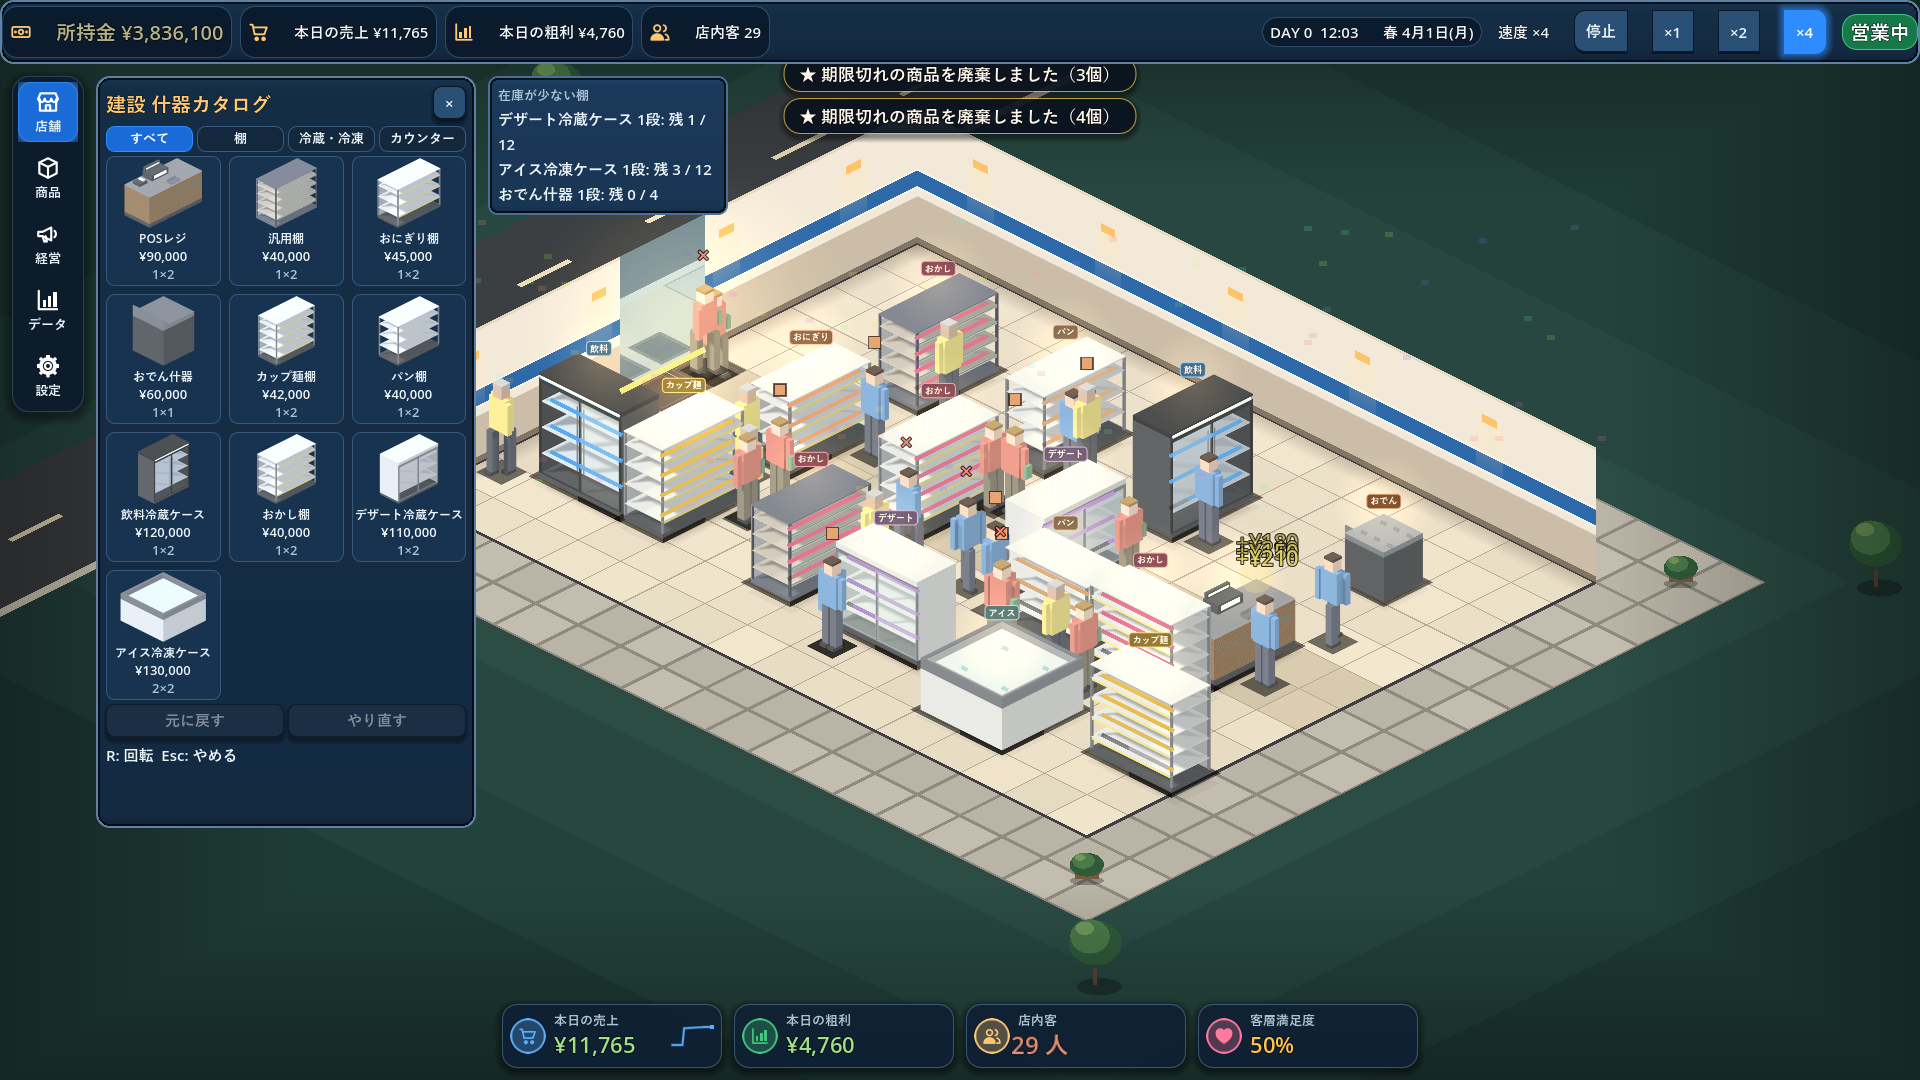 所持金 ¥3,836,100
本日の売上 ¥11,765
本日の粗利 ¥4,760
店内客 29
DAY 0 12:03 春 4月1日(月)
速度 ×4
停止
×1
×2
×4
営業中
店舗
商品
経営
データ
設定
建設 什器カタログ
×
すべて
棚
冷蔵・冷凍
カウンター
POSレジ
¥90,000
1×2
汎用棚
¥40,000
1×2
おにぎり棚
¥45,000
1×2
おでん什器
¥60,000
1×1
カップ麺棚
¥42,000
1×2
パン棚
¥40,000
1×2
飲料冷蔵ケース
¥120,000
1×2
おかし棚
¥40,000
1×2
デザート冷蔵ケース
¥110,000
1×2
アイス冷凍ケース
¥130,000
2×2
元に戻す
やり直す
R: 回転 Esc: やめる
在庫が少ない棚
デザート冷蔵ケース 1段: 残 1 /
12
アイス冷凍ケース 1段: 残 3 / 12
おでん什器 1段: 残 0 / 4
★ 期限切れの商品を廃棄しました（3個）
★ 期限切れの商品を廃棄しました（4個）
おかし
おにぎり
パン
飲料
飲料
カップ麺
おかし
おかし
デザート
デザート
パン
おでん
おかし
アイス
カップ麺
+¥210
本日の売上
¥11,765
本日の粗利
¥4,760
店内客
29 人
客層満足度
50%